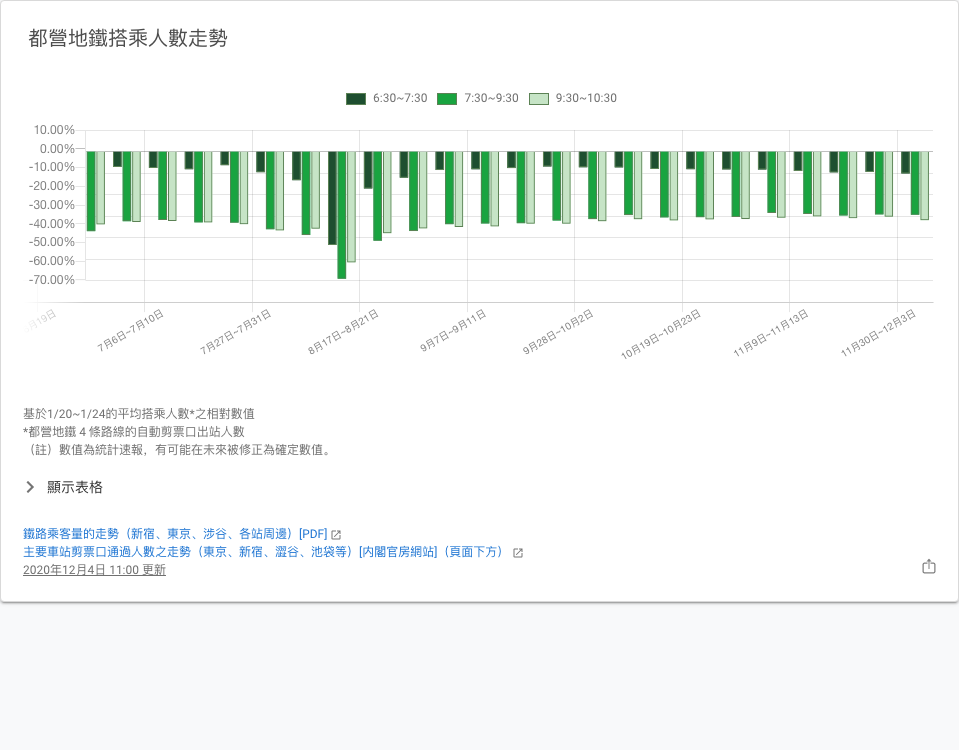 都營地鐵搭乘人數走勢
6:30~7:30 7:30~9:30 9:30~10:30
10.00%
0.00%
-10.00%
-20.00%
-30.00%
-40.00%
-50.00%
-60.00%
-70.00%
月19日 7月6日~7月10日 7月27日~7月31日 8月17日~8月21日 9月7日~9月11日 9月28日~10月2日 10月19日~10月23日 11月9日~11月13日 11月30日~12月3日
基於1/20~1/24的平均搭乘人數*之相對數值
*都營地鐵 4 條路線的自動剪票口出站人數
（註）數值為統計速報，有可能在未來被修正為確定數值。
顯示表格
鐵路乘客量的走勢（新宿、東京、涉谷、各站周邊）[PDF]
主要車站剪票口通過人數之走勢（東京、新宿、澀谷、池袋等）[內閣官房網站]（頁面下方）
2020年12月4日 11:00 更新